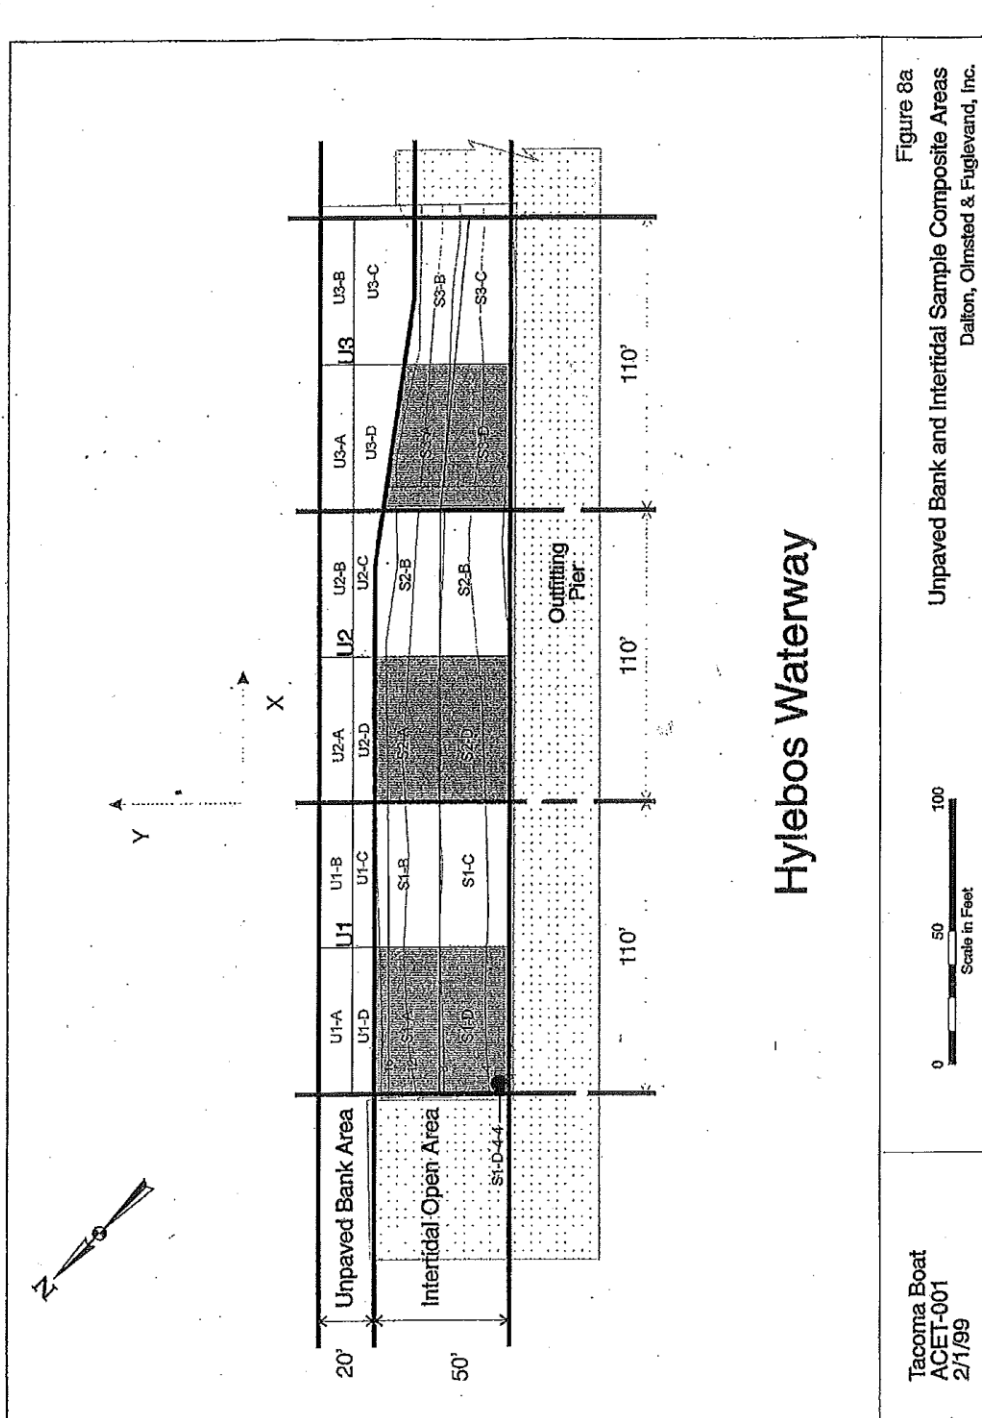 Figure 8a
Unpaved Bank and Intertidal Sample Composite Areas
Dalton, Olmsted & Fuglevand, Inc.
Tacoma Boat
ACET-001
2/1/99
N
Y
X
20'
50'
Unpaved Bank Area
Intertidal Open Area
U1
U2
U3
U1-A
U1-B
U2-A
U2-B
U3-A
U3-B
U1-D
U1-C
U2-D
U2-C
U3-D
U3-C
S1-A
S1-B
S2-A
S2-B
S3-A
S3-B
S1-D
S1-C
S2-D
S2-B
S3-D
S3-C
S1-D-4-4
Outfitting
Pier
110'
110'
110'
Hylebos Waterway
0
50
100
Scale in Feet